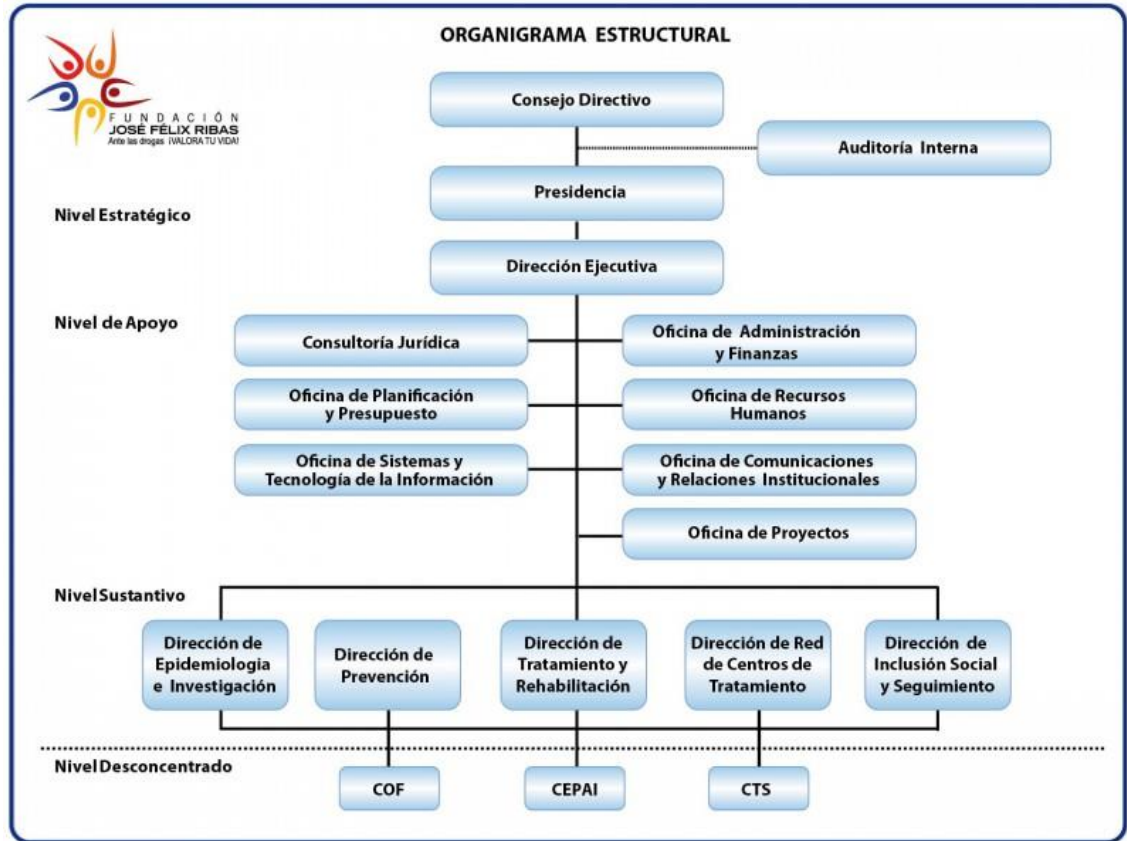 ORGANIGRAMA ESTRUCTURAL
FUNDACIÓN
JOSÉ FÉLIX RIBAS
Ante las drogas ¡VALORA TU VIDA!
Consejo Directivo
Auditoría Interna
Presidencia
Nivel Estratégico
Dirección Ejecutiva
Nivel de Apoyo
Consultoría Jurídica
Oficina de Administración
y Finanzas
Oficina de Planificación
y Presupuesto
Oficina de Recursos
Humanos
Oficina de Sistemas y
Tecnología de la Información
Oficina de Comunicaciones
y Relaciones Institucionales
Oficina de Proyectos
Nivel Sustantivo
Dirección de
Epidemiologia
e Investigación
Dirección de
Prevención
Dirección de
Tratamiento y
Rehabilitación
Dirección de Red
de Centros de
Tratamiento
Dirección de
Inclusión Social
y Seguimiento
Nivel Desconcentrado
COF
CEPAI
CTS